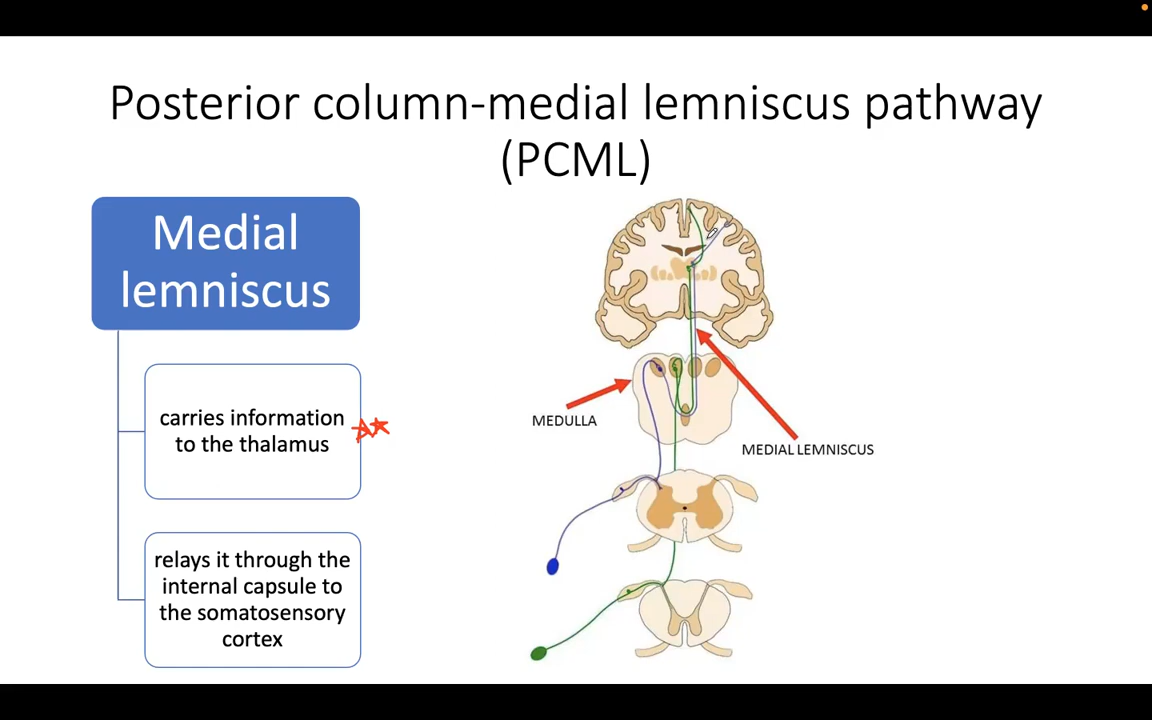 Posterior column-medial lemniscus pathway
(PCML)
Medial
lemniscus
carries information
to the thalamus
relays it through the
internal capsule to
the somatosensory
cortex
MEDULLA
MEDIAL LEMNISCUS